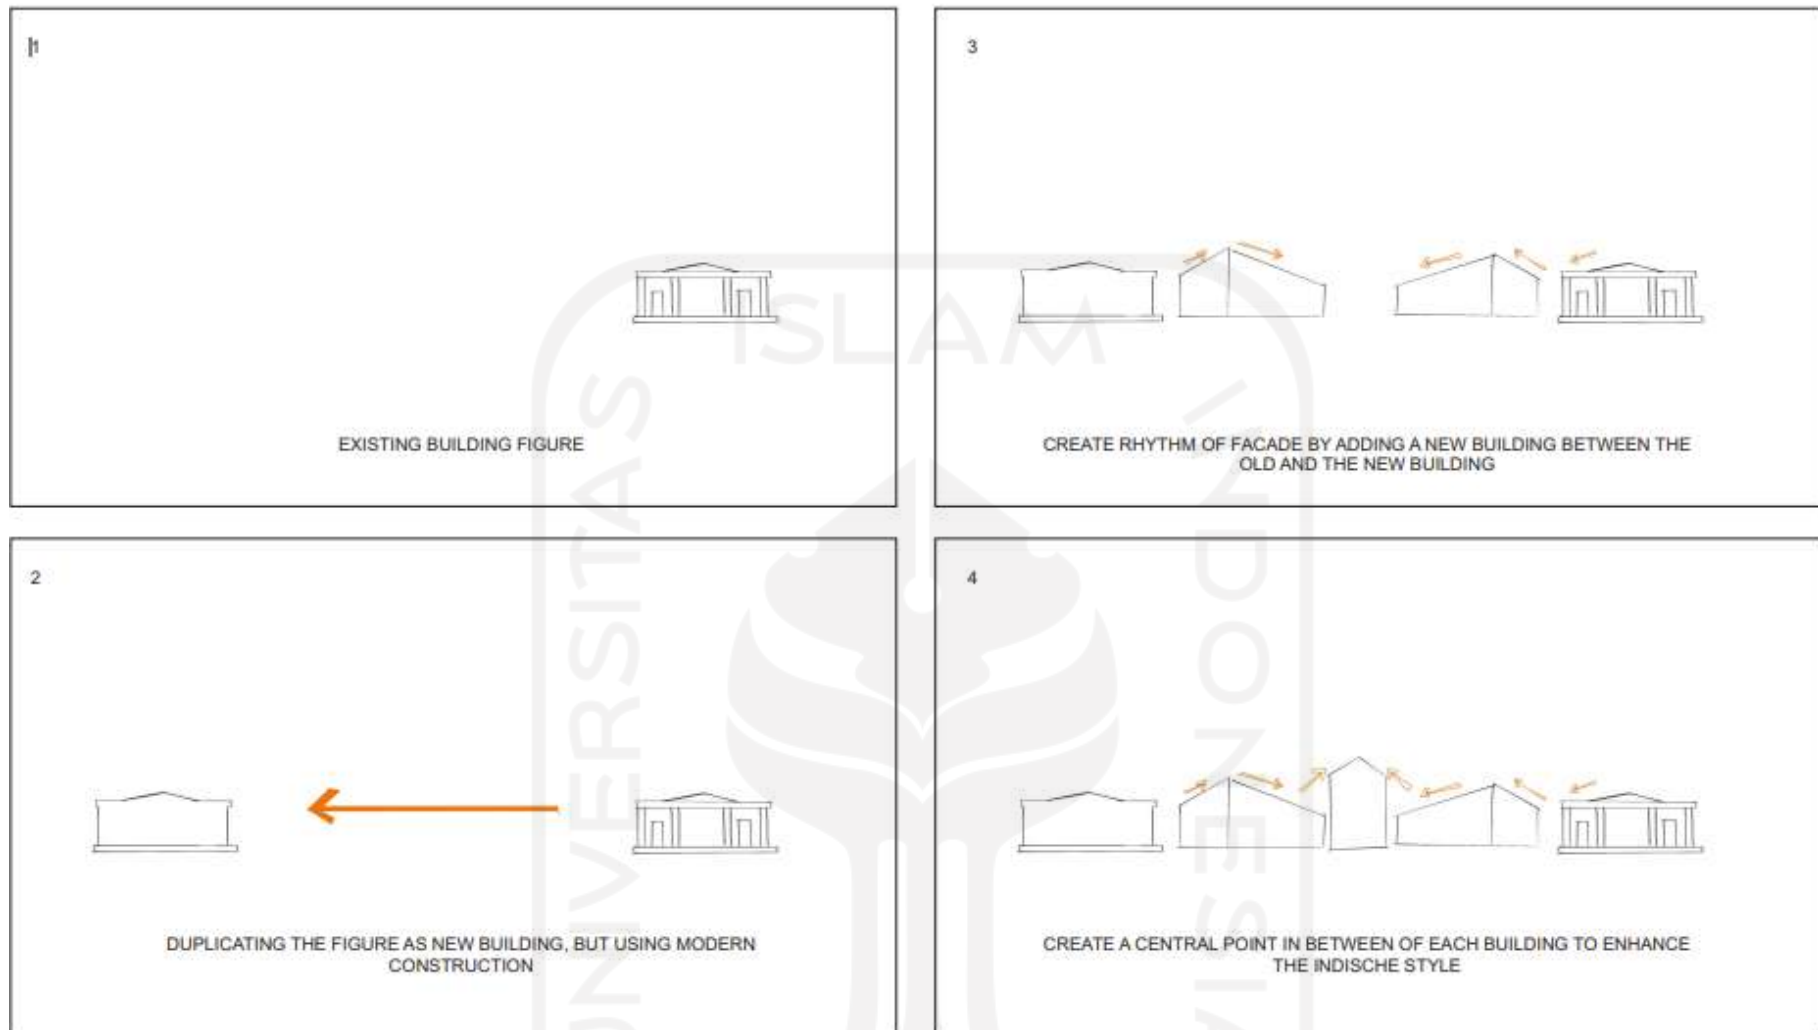 1
EXISTING BUILDING FIGURE
2
DUPLICATING THE FIGURE AS NEW BUILDING, BUT USING MODERN
CONSTRUCTION
3
CREATE RHYTHM OF FACADE BY ADDING A NEW BUILDING BETWEEN THE
OLD AND THE NEW BUILDING
4
CREATE A CENTRAL POINT IN BETWEEN OF EACH BUILDING TO ENHANCE
THE INDISCHE STYLE
UNIVERSITAS
ISLAM